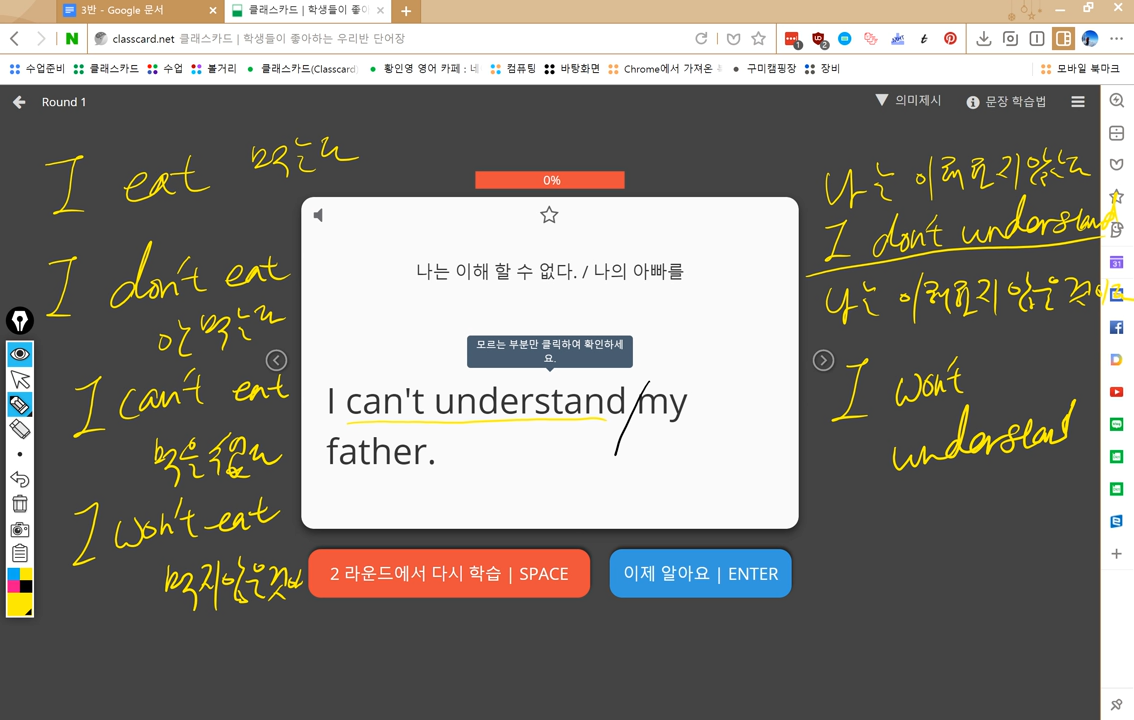 3반 - Google 문서
클래스카드 | 학생들이 좋아
classcard.net 클래스카드 | 학생들이 좋아하는 우리반 단어장
수업준비 클래스카드 수업 볼거리 클래스카드(Classcard 황인영 영어 카페 ; 네 컴퓨팅 바탕화면 Chrome에서 가져온 구미캠핑장 장비 모바일 북마크
Round 1
의미제시
문장 학습법
0%
나는 이해 할 수 없다. / 나의 아빠를
모르는 부분만 클릭하여 확인하세요.
I can't understand / my
father.
2 라운드에서 다시 학습 | SPACE
이제 알아요 | ENTER
I eat 먹는다
I don't eat
안 먹는다
I can't eat
먹을 수 없다
I won't eat
먹지 않을 것이
나는 이해하지 않는다
I don't understand
나는 이해하지 않을 것이다
I won't
understand